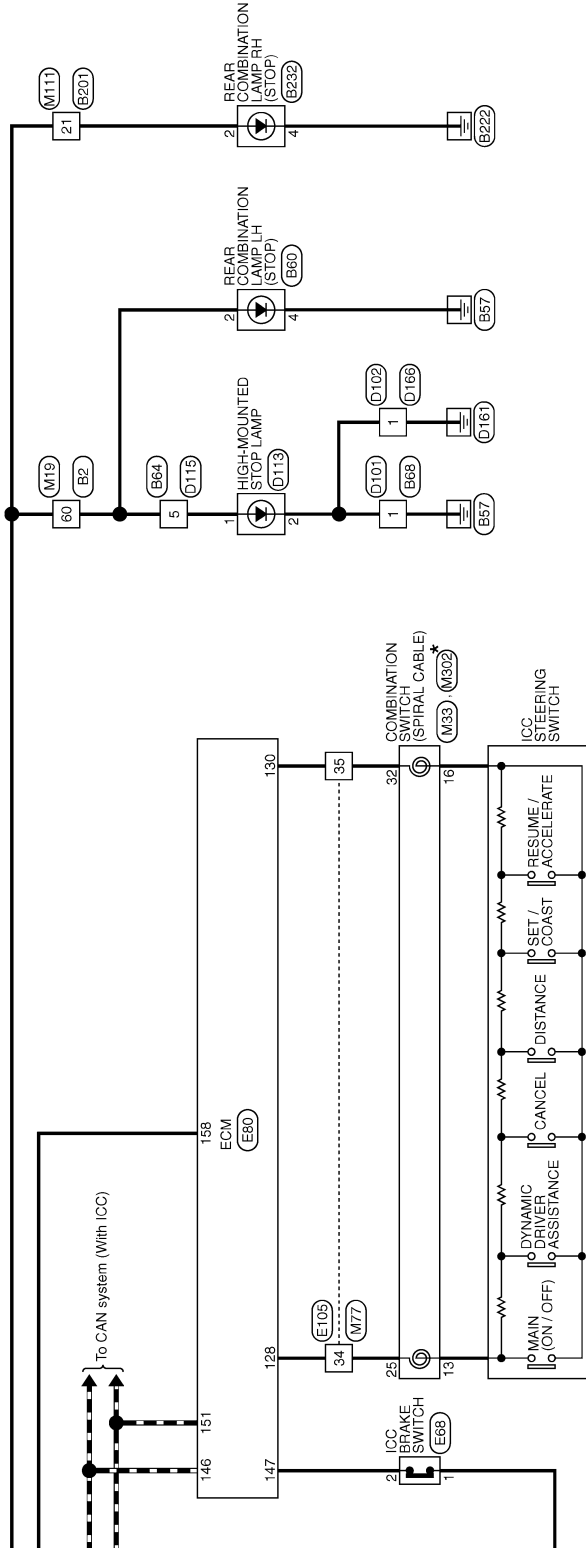 M111
B201
21
2
REAR
COMBINATION
LAMP RH
(STOP)
B232
4
B222
2
REAR
COMBINATION
LAMP LH
(STOP)
B60
4
B57
M19
B2
60
B64
D115
5
1
HIGH-MOUNTED
STOP LAMP
D113
2
D102
D166
1
D161
D101
B68
1
B57
To CAN system (With ICC)
158
ECM
E80
130
128
151
146
147
35
E105
M77
34
32
16
COMBINATION
SWITCH
(SPIRAL CABLE)
M33 , M302
*
25
13
ICC
STEERING
SWITCH
RESUME /
ACCELERATE
SET /
COAST
DISTANCE
CANCEL
DYNAMIC
DRIVER
ASSISTANCE
MAIN
(ON / OFF)
2
ICC
BRAKE
SWITCH
E68
1